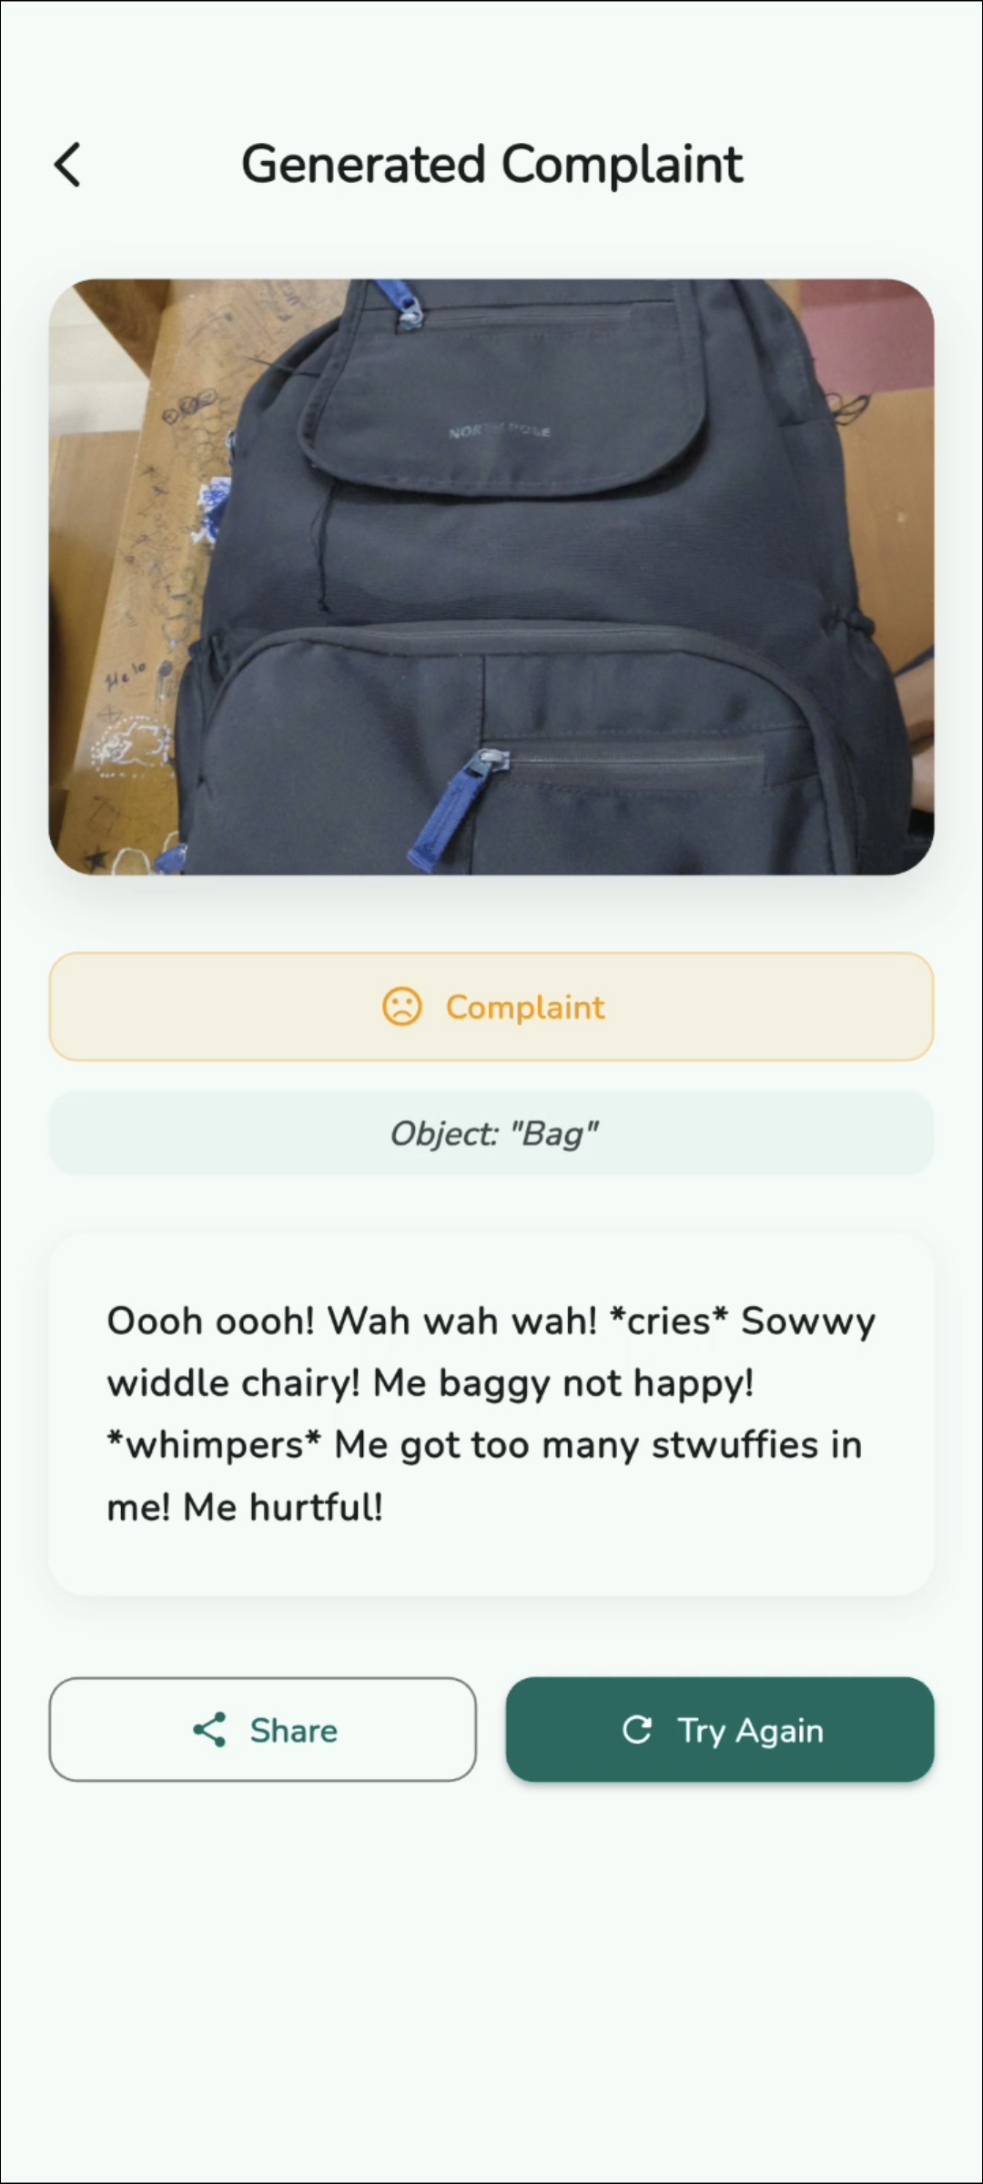 Generated Complaint
NORTH POLE
Helo
Complaint
Object: "Bag"
Oooh oooh! Wah wah wah! *cries* Sowwy
widdle chairy! Me baggy not happy!
*whimpers* Me got too many stwuffies in
me! Me hurtful!
Share
Try Again